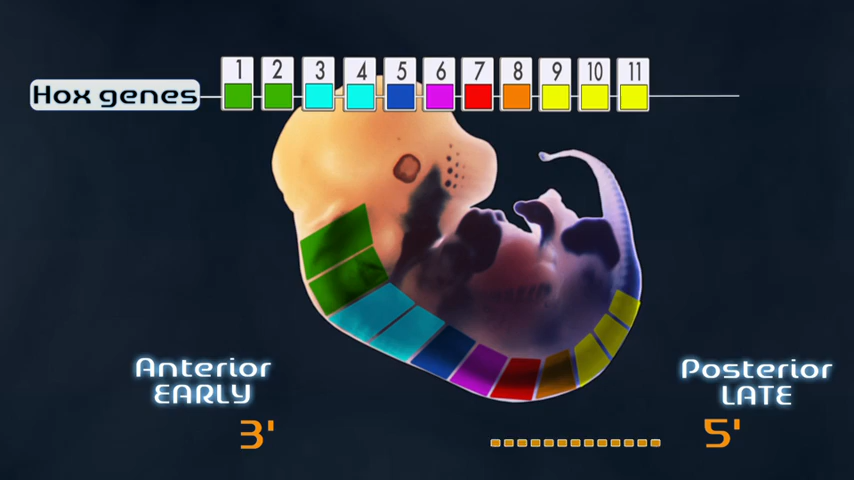 1 2 3 4 5 6 7 8 9 10 11
Hox genes
Anterior
EARLY
3'
Posterior
LATE
5'